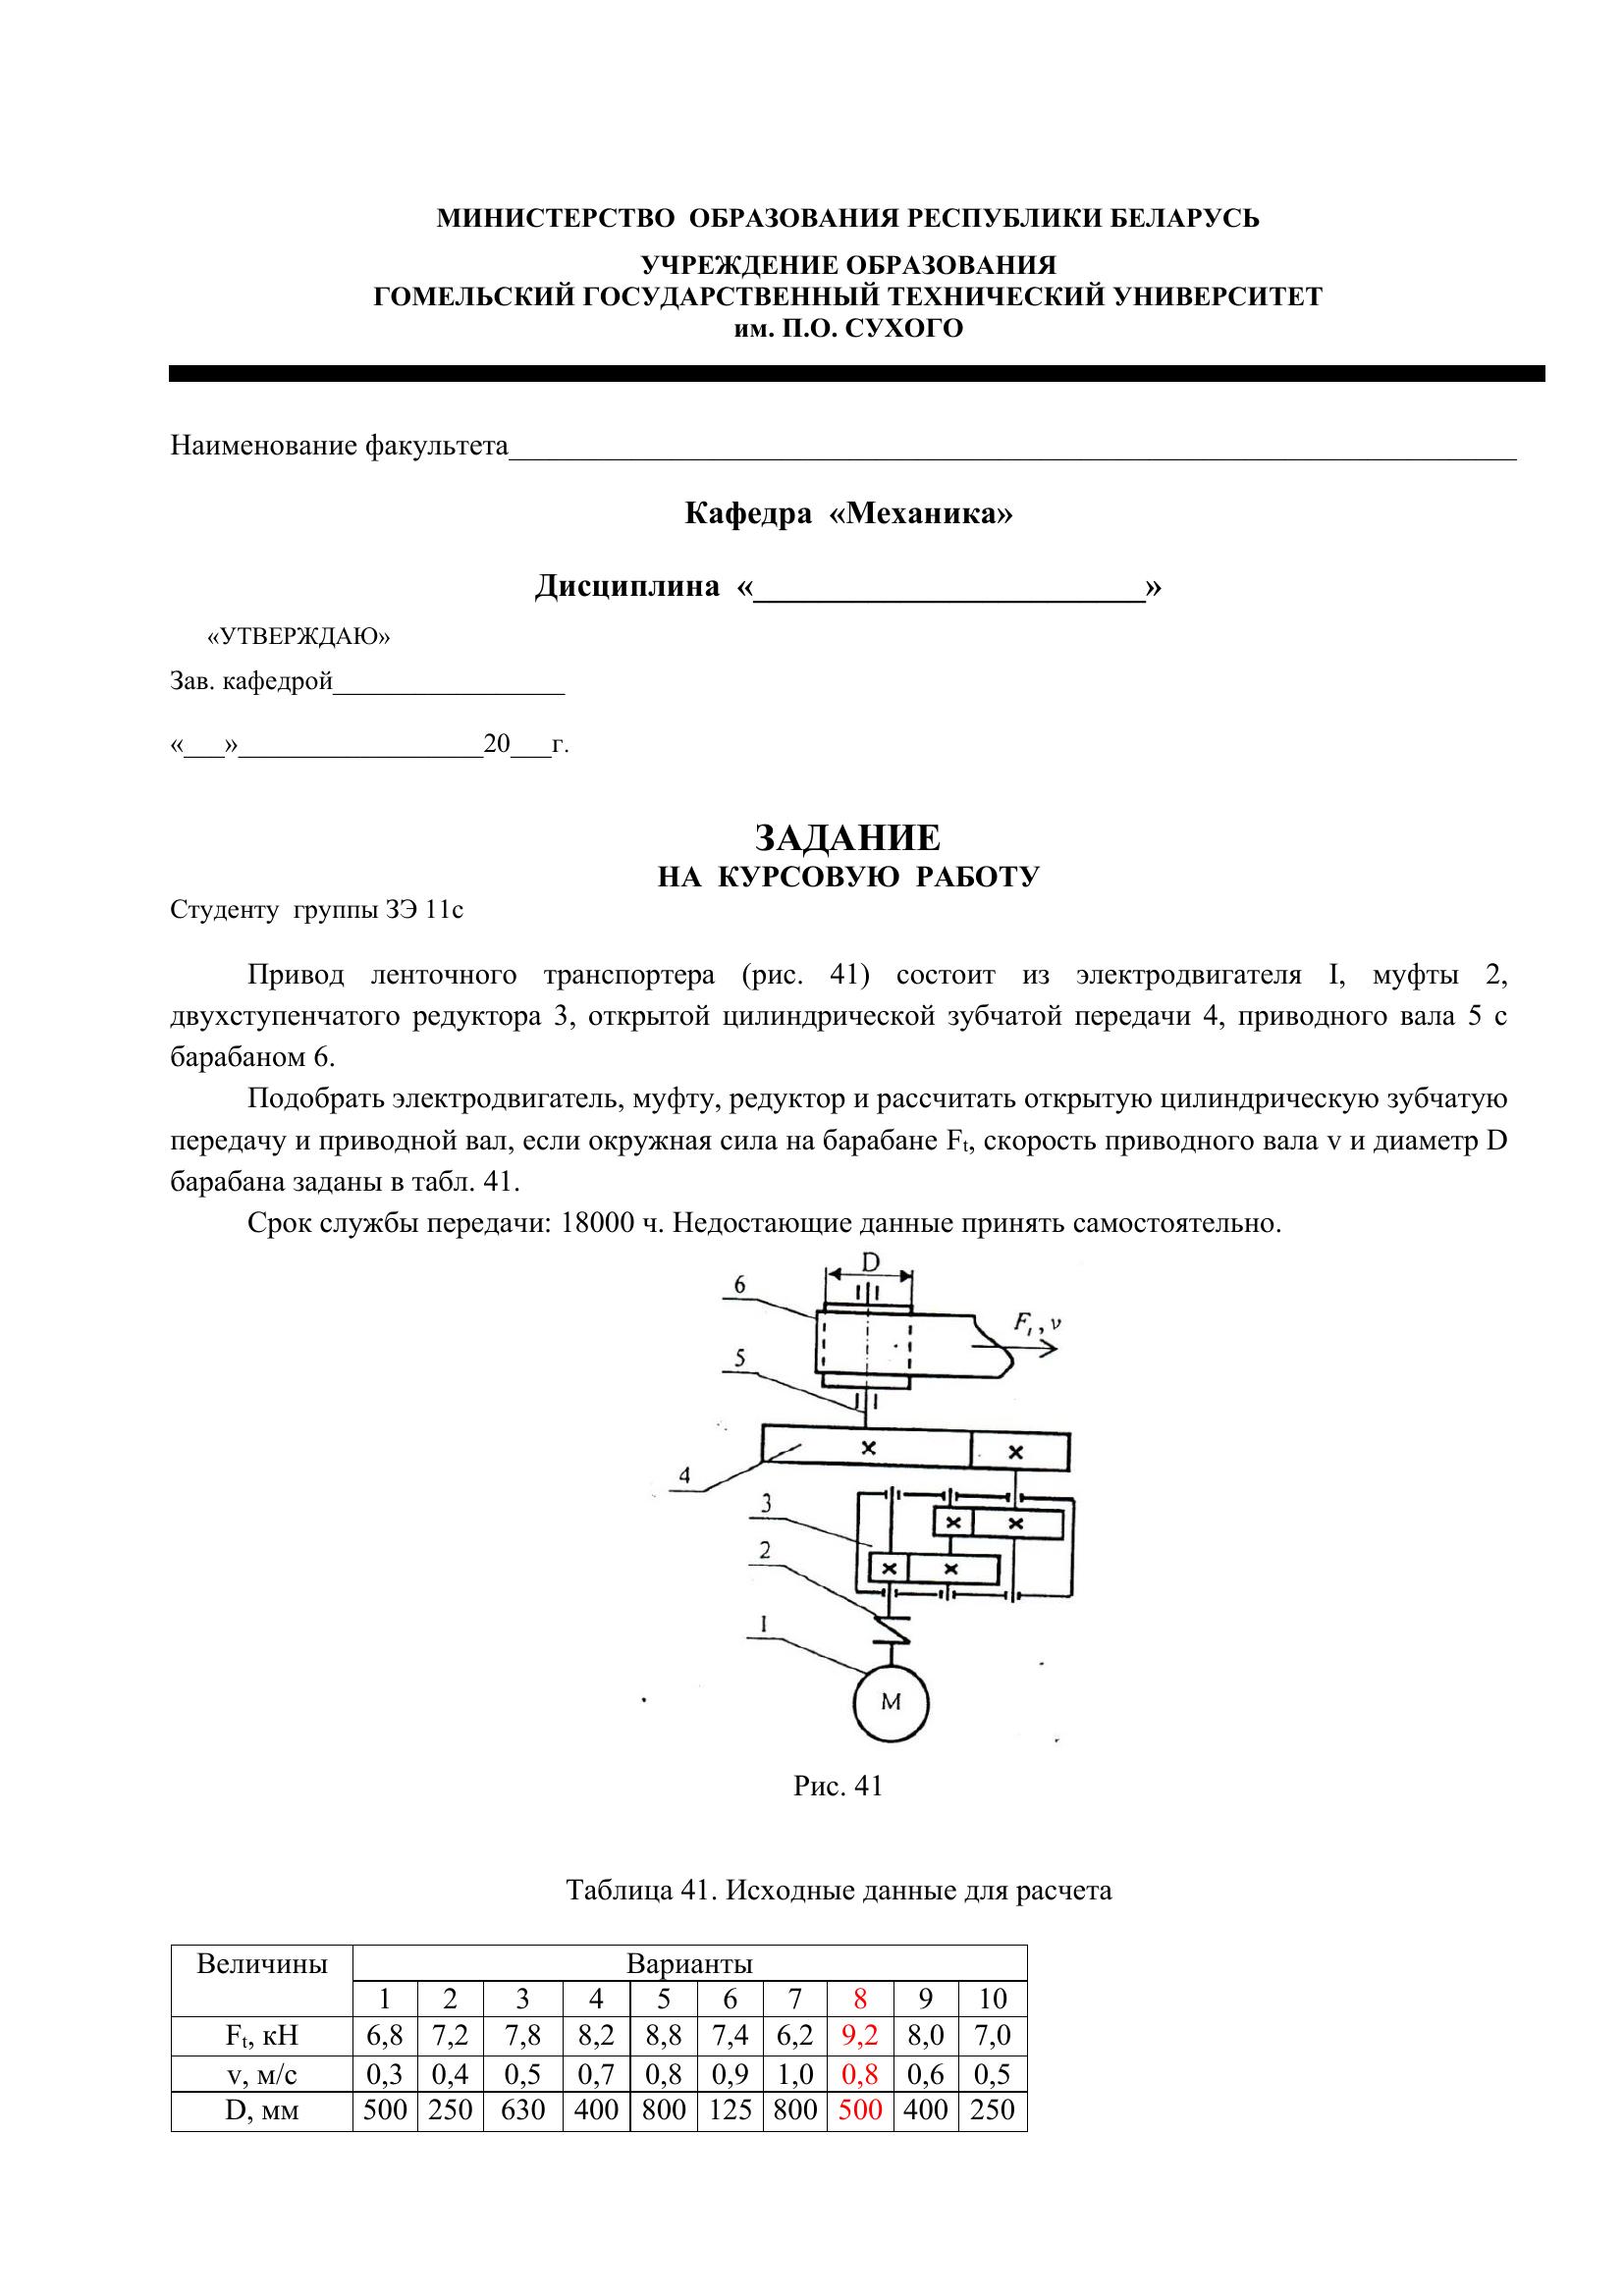 МИНИСТЕРСТВО ОБРАЗОВАНИЯ РЕСПУБЛИКИ БЕЛАРУСЬ
УЧРЕЖДЕНИЕ ОБРАЗОВАНИЯ
ГОМЕЛЬСКИЙ ГОСУДАРСТВЕННЫЙ ТЕХНИЧЕСКИЙ УНИВЕРСИТЕТ
им. П.О. СУХОГО
Наименование факультета____________________
Кафедра «Механика»
Дисциплина «____________________»
«УТВЕРЖДАЮ»
Зав. кафедрой_________________
«___»__________________20___г.
ЗАДАНИЕ
НА КУРСОВУЮ РАБОТУ
Студенту группы ЗЭ 11с
Привод ленточного транспортера (рис. 41) состоит из электродвигателя I, муфты 2,
двухступенчатого редуктора 3, открытой цилиндрической зубчатой передачи 4, приводного вала 5 с
барабаном 6.
Подобрать электродвигатель, муфту, редуктор и рассчитать открытую цилиндрическую зубчатую
передачу и приводной вал, если окружная сила на барабане Ft, скорость приводного вала v и диаметр D
барабана заданы в табл. 41.
Срок службы передачи: 18000 ч. Недостающие данные принять самостоятельно.
D
6
Ft, v
5
4
3
2
1
М
Рис. 41
Таблица 41. Исходные данные для расчета
Величины Варианты
1 2 3 4 5 6 7 8 9 10
Ft, кН 6,8 7,2 7,8 8,2 8,8 7,4 6,2 9,2 8,0 7,0
v, м/с 0,3 0,4 0,5 0,7 0,8 0,9 1,0 0,8 0,6 0,5
D, мм 500 250 630 400 800 125 800 500 400 250